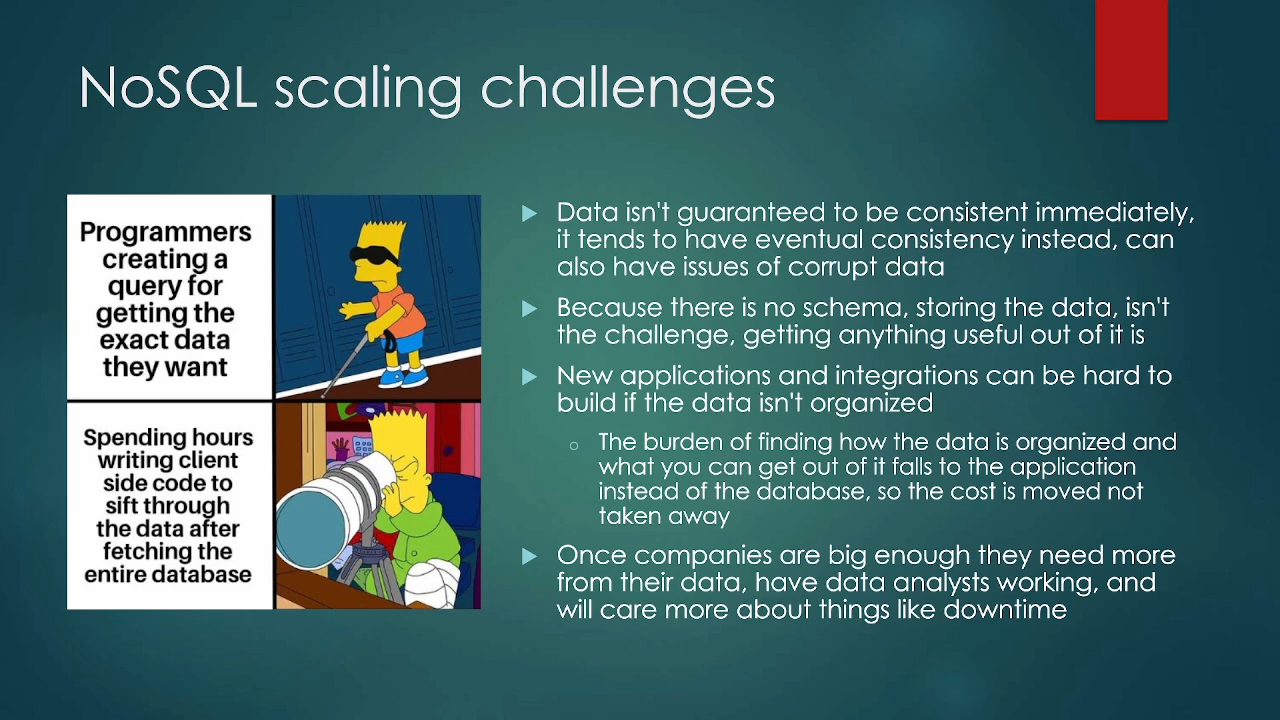 NoSQL scaling challenges
Programmers
creating a
query for
getting the
exact data
they want
Spending hours
writing client
side code to
sift through
the data after
fetching the
entire database
Data isn't guaranteed to be consistent immediately,
it tends to have eventual consistency instead, can
also have issues of corrupt data
Because there is no schema, storing the data, isn't
the challenge, getting anything useful out of it is
New applications and integrations can be hard to
build if the data isn't organized
The burden of finding how the data is organized and
what you can get out of it falls to the application
instead of the database, so the cost is moved not
taken away
Once companies are big enough they need more
from their data, have data analysts working, and
will care more about things like downtime